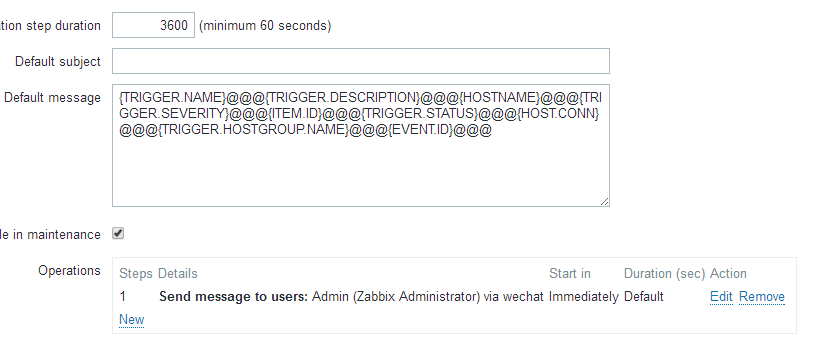 tion step duration 3600 (minimum 60 seconds)
Default subject
Default message {TRIGGER.NAME}@@@{TRIGGER.DESCRIPTION}@@@{HOSTNAME}@@@{TRI
GGER.SEVERITY}@@@{ITEM.ID}@@@{TRIGGER.STATUS}@@@{HOST.CONN}
@@@{TRIGGER.HOSTGROUP.NAME}@@@{EVENT.ID}@@@
le in maintenance
Operations Steps Details Start in Duration (sec) Action
1 Send message to users: Admin (Zabbix Administrator) via wechat Immediately Default Edit Remove
New